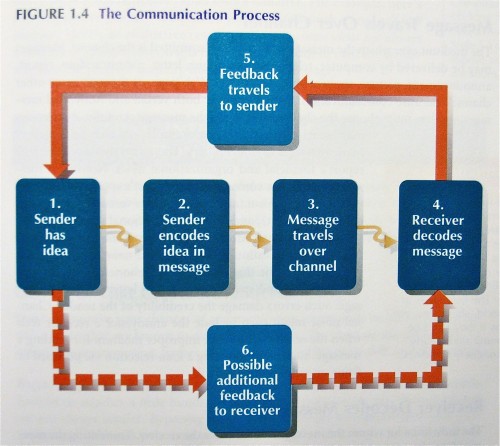 FIGURE 1.4 The Communication Process
5.
Feedback
travels
to sender
1.
Sender
has
idea
2.
Sender
encodes
idea in
message
3.
Message
travels
over
channel
4.
Receiver
decodes
message
6.
Possible
additional
feedback
to receiver